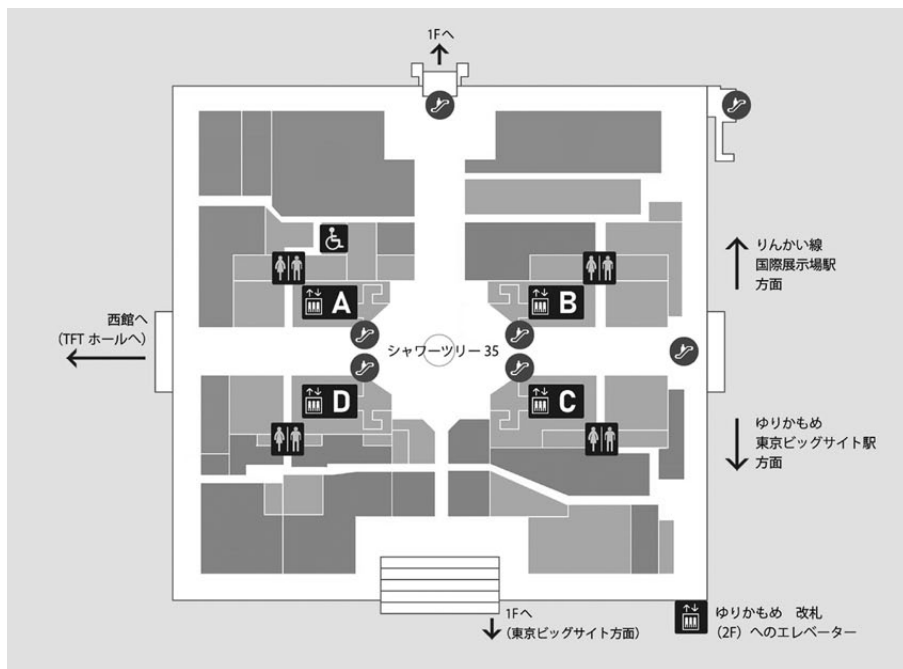 1Fへ
りんかい線
国際展示場駅
方面
A
B
西館へ
(TFT ホールへ)
シャワーツリー 35
D
C
ゆりかもめ
東京ビッグサイト駅
方面
1Fへ
(東京ビッグサイト方面)
ゆりかもめ 改札
(2F) へのエレベーター